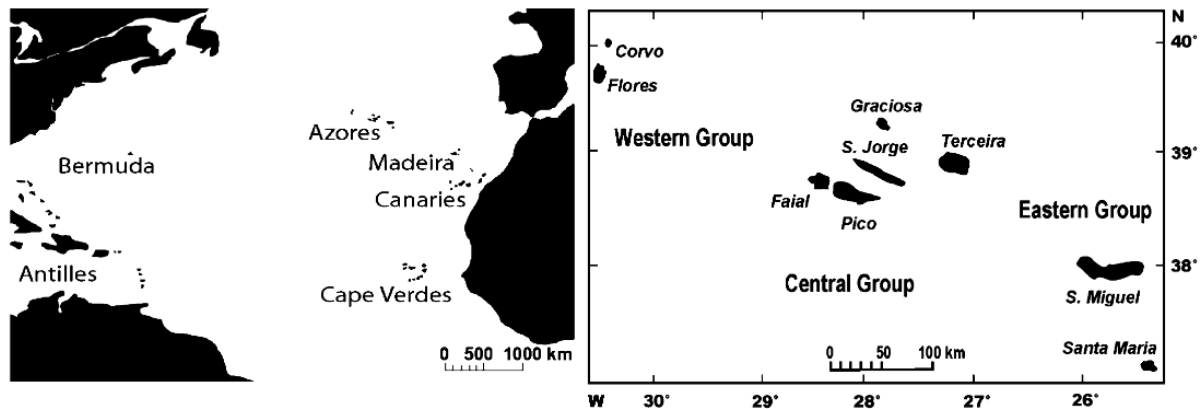 Azores
Bermuda
Madeira
Canaries
Antilles
Cape Verdes
0 500 1000 km
N
40°
Corvo
Flores
Graciosa
Western Group
S. Jorge
Terceira
39°
Faial
Pico
Eastern Group
38°
Central Group
S. Miguel
Santa Maria
0 50 100 km
W 30° 29° 28° 27° 26°